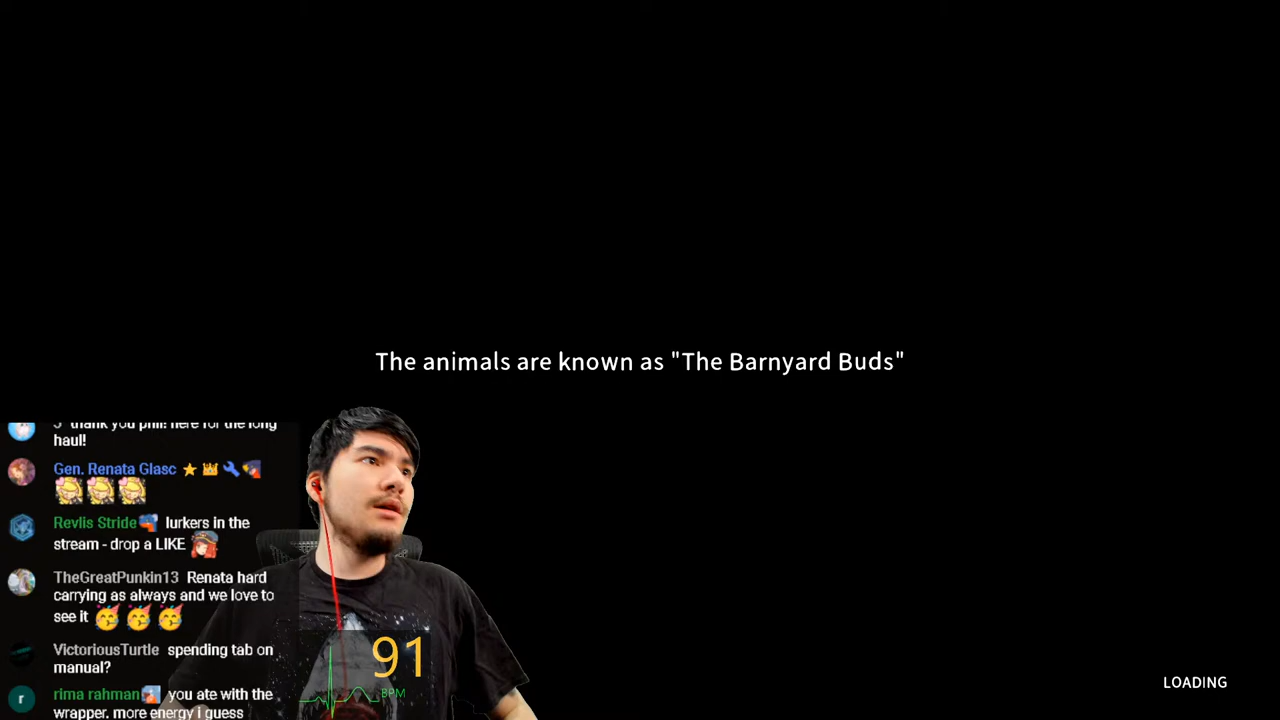 The animals are known as "The Barnyard Buds"
thank you phil! here for the long
haul!
Gen. Renata Glasc
Revlis Stride lurkers in the
stream - drop a LIKE
TheGreatPunkin13 Renata hard
carrying as always and we love to
see it
VictoriousTurtle spending tab on
manual?
r
rima rahman you ate with the
wrapper. more energy i guess
91
BPM
LOADING